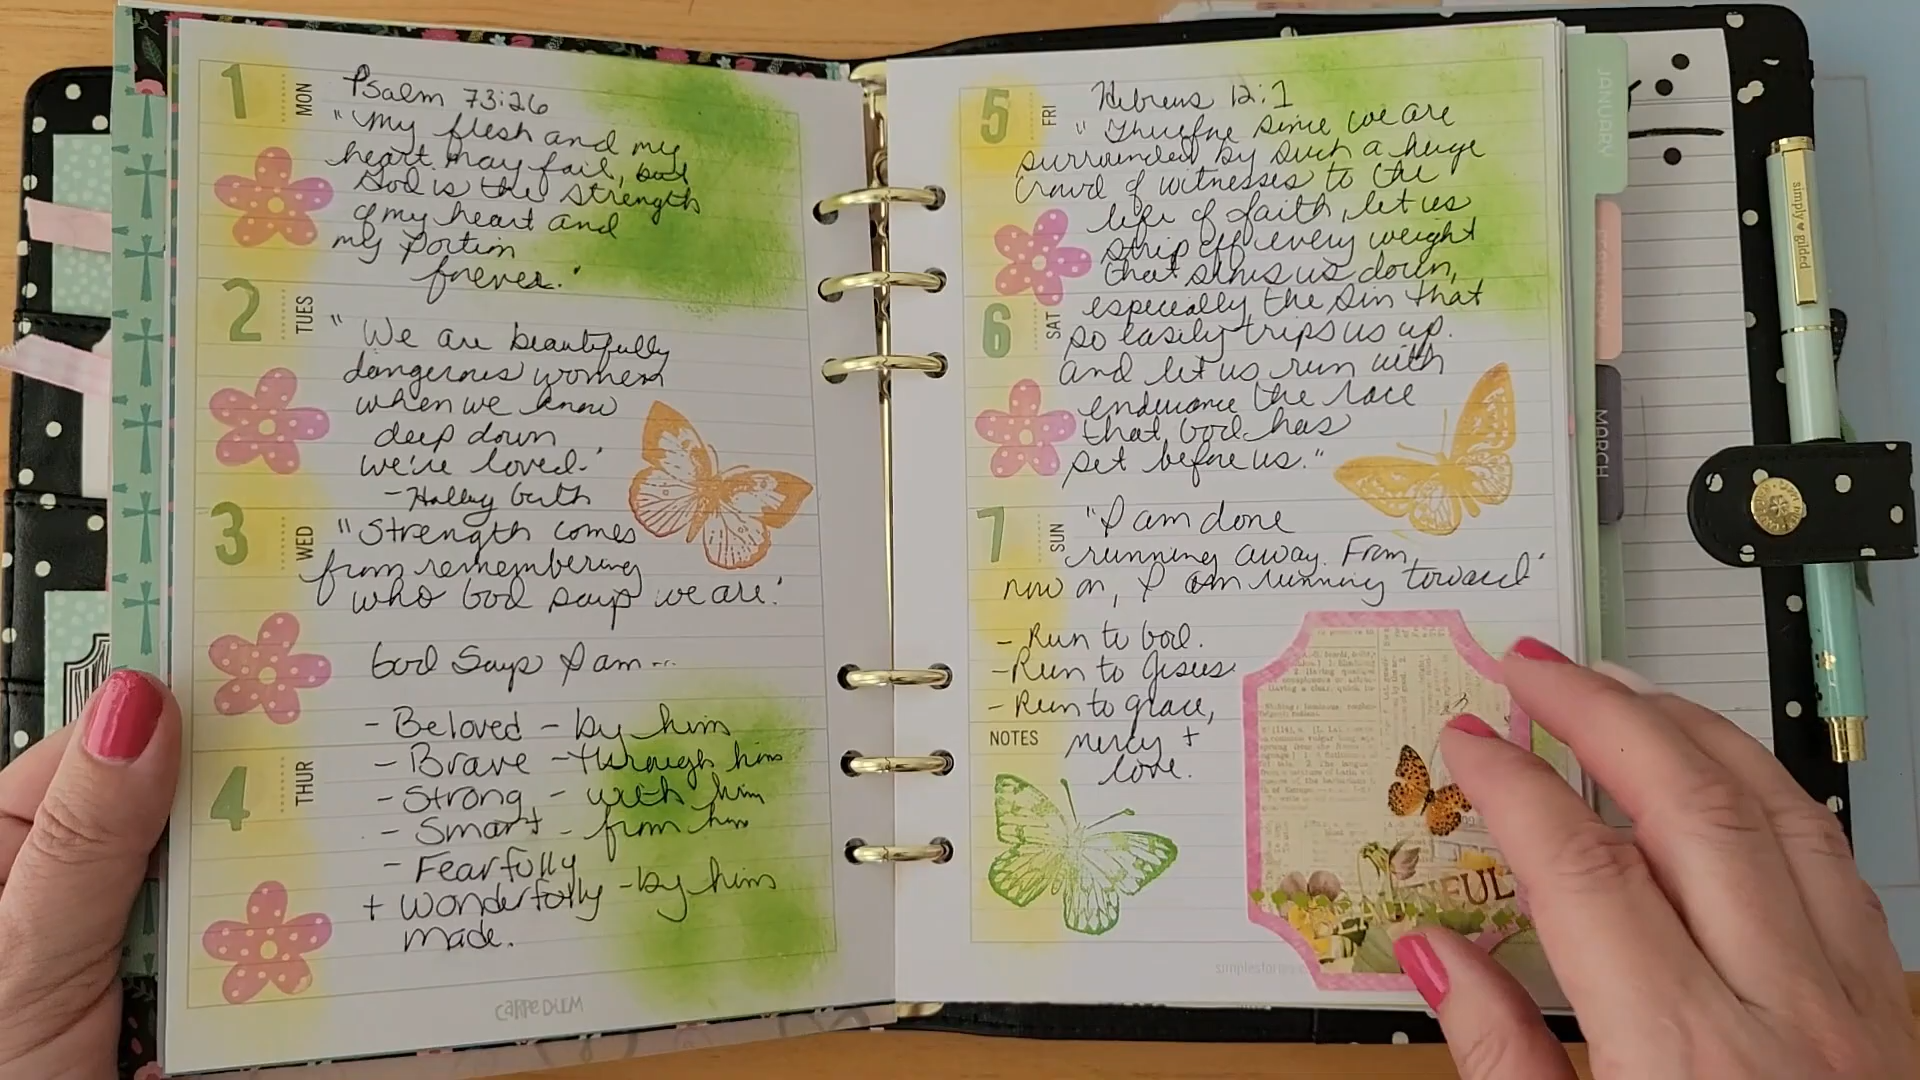 1
MON
Psalm 73:26
"My flesh and my
heart may fail, but
God is the strength
of my heart and
my portion
forever."
2
TUES
"We are beautifully
dangerous women
when we know
deep down
we're loved."
- Holley Gerth
3
WED
"Strength comes
from remembering
who God says we are."
God Says I am...
- Beloved - by him
4
THUR
- Brave - through him
- Strong - with him
- Smart - from him
- Fearfully
+ Wonderfully - by him
made.
CARPE DIEM
5
FRI
Hebrews 12:1
"Therefore since we are
surrounded by such a huge
crowd of witnesses to the
life of faith, let us
strip off every weight
that slows us down,
especially the sin that
6
SAT
so easily trips us up.
and let us run with
endurance the race
that God has
set before us."
7
SUN
"I am done
running away. From
now on, I am running toward"
- Run to God.
- Run to Jesus
- Run to grace,
NOTES
mercy +
love.
JANUARY
MARCH
simply gilded